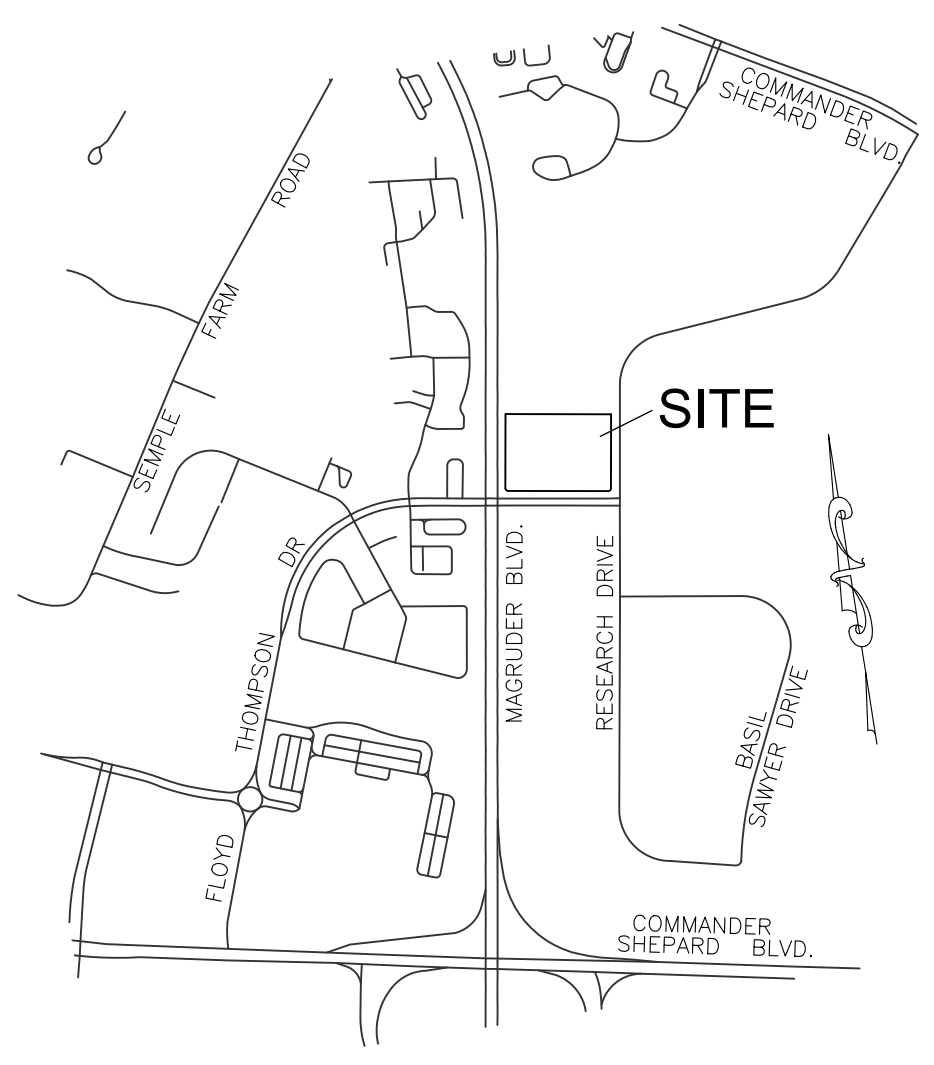 COMMANDER
SHEPARD BLVD.
ROAD
FARM
SEMPLE
SITE
DR
THOMPSON
FLOYD
MAGRUDER BLVD.
RESEARCH DRIVE
BASIL
SAWYER DRIVE
COMMANDER
SHEPARD BLVD.